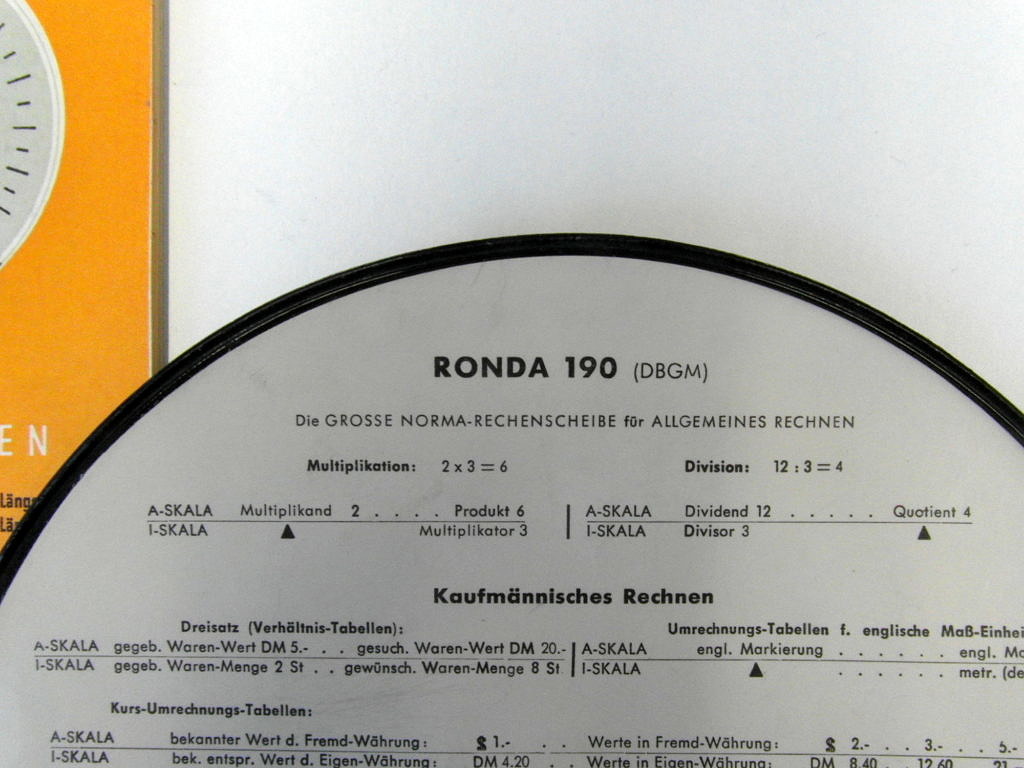 RONDA 190 (DBGM)
Die GROSSE NORMA-RECHENSCHEIBE für ALLGEMEINES RECHNEN
Multiplikation: 2 x 3 = 6 Division: 12 : 3 = 4
A-SKALA Multiplikand 2 . . . . Produkt 6 A-SKALA Dividend 12 . . . . . Quotient 4
I-SKALA ▲ Multiplikator 3 I-SKALA Divisor 3 ▲
Kaufmännisches Rechnen
Dreisatz (Verhältnis-Tabellen): Umrechnungs-Tabellen f. englische Maß-Einhei
A-SKALA gegeb. Waren-Wert DM 5.- . . gesuch. Waren-Wert DM 20.- A-SKALA engl. Markierung . . . . . . engl. Ma
I-SKALA gegeb. Waren-Menge 2 St . . gewünsch. Waren-Menge 8 St I-SKALA ▲ . . . . . . metr. (de
Kurs-Umrechnungs-Tabellen:
A-SKALA bekannter Wert d. Fremd-Währung: $ 1.- . . Werte in Fremd-Währung: $ 2.- . . 3.- . . 5.-
I-SKALA bek. entspr. Wert d. Eigen-Währung: DM 4.20 . . Werte in Eigen-Währung: DM 8.40 . . 12.60 . . 21.-
EN
Läng
Lä